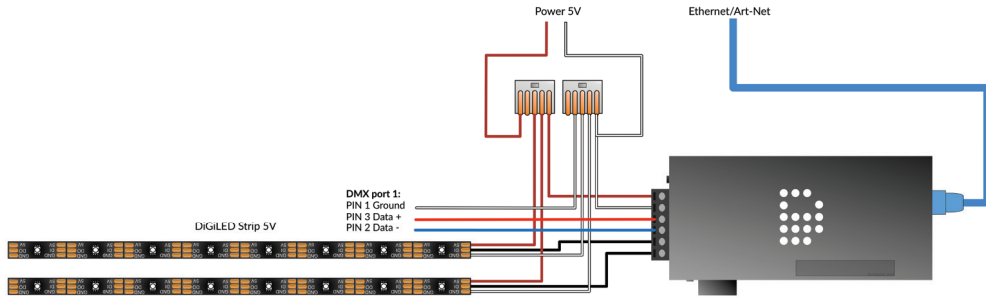 Power 5V
Ethernet/Art-Net
DMX port 1:
PIN 1 Ground
PIN 3 Data +
PIN 2 Data -
DiGiLED Strip 5V